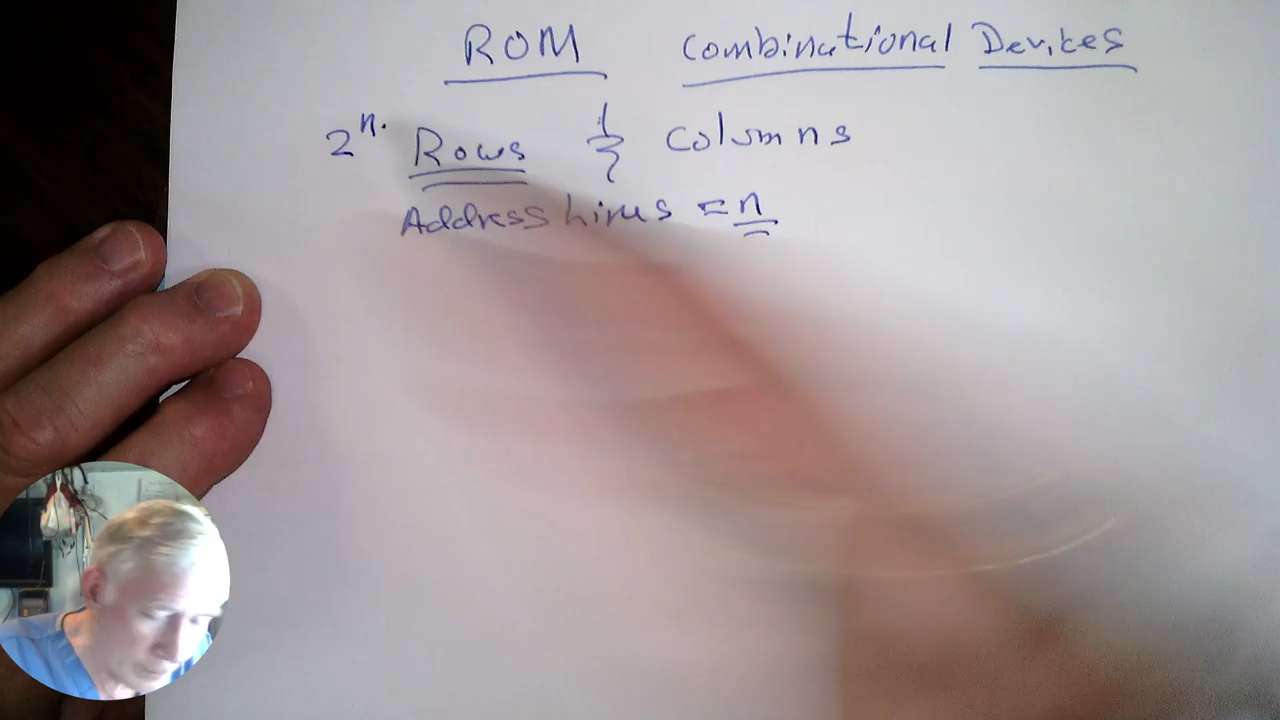 ROM Combinational Devices
2ⁿ Rows & Columns
Address Lines = n